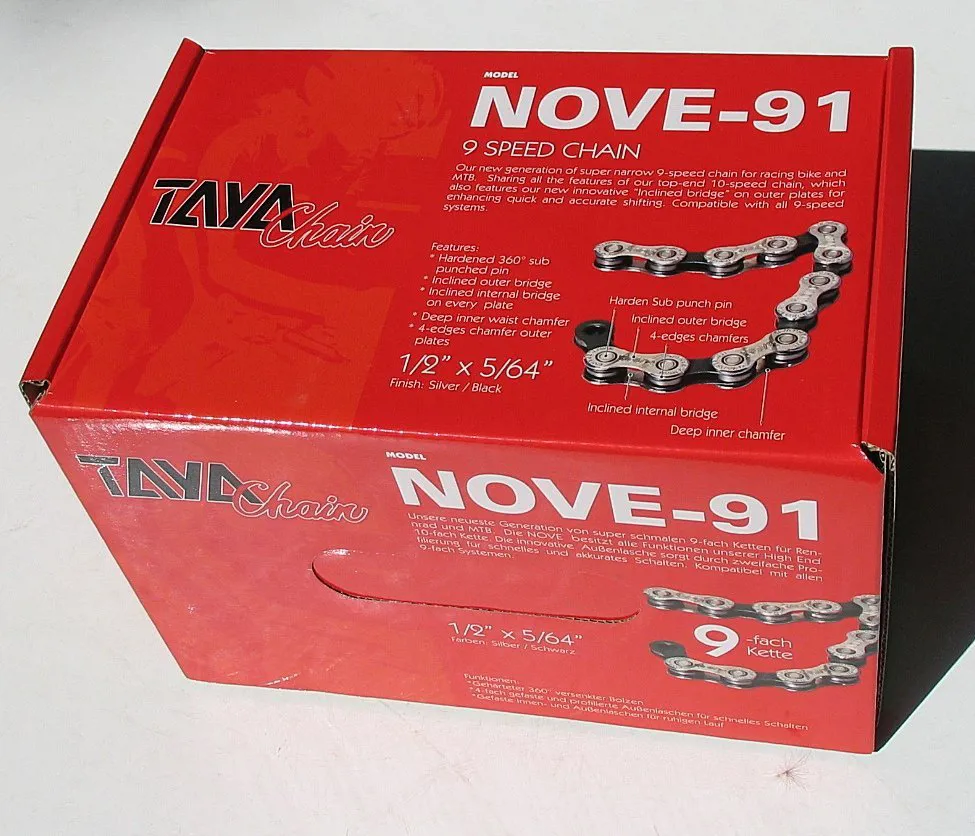 MODEL
NOVE-91
9 SPEED CHAIN
Our new generation of super narrow 9-speed chain for racing bike and
MTB. Sharing all the features of our top-end 10-speed chain, which
also features our new innovative "Inclined bridge" on outer plates for
enhancing quick and accurate shifting. Compatible with all 9-speed
systems.
TAYA Chain
Features:
* Hardened 360° sub
punched pin
* Inclined outer bridge
* Inclined internal bridge
on every plate
* Deep inner waist chamfer
* 4-edges chamfer outer
plates
1/2" x 5/64"
Finish: Silver / Black
Harden Sub punch pin
Inclined outer bridge
4-edges chamfers
Inclined internal bridge
Deep inner chamfer
TAYA Chain
MODEL
NOVE-91
Unsere neueste Generation von super schmalen 9-fach Ketten für Ren-
nrad und MTB. Die NOVE besitzt alle Funktionen unserer High End
10-fach Kette. Die innovative Außenlasche sorgt durch zweifache Pro-
filierung für schnelles und akkurates Schalten. Kompatibel mit allen
9-fach Systemen.
1/2" x 5/64"
Farben: Silber / Schwarz
9 -fach
Kette
Funktionen:
* Gehärteter 360° versenkter Bolzen
* 4-fach gefaste und profilierte Außenlaschen für schnelles Schalten
* Gefaste Innen- und Außenlaschen für ruhigen Lauf